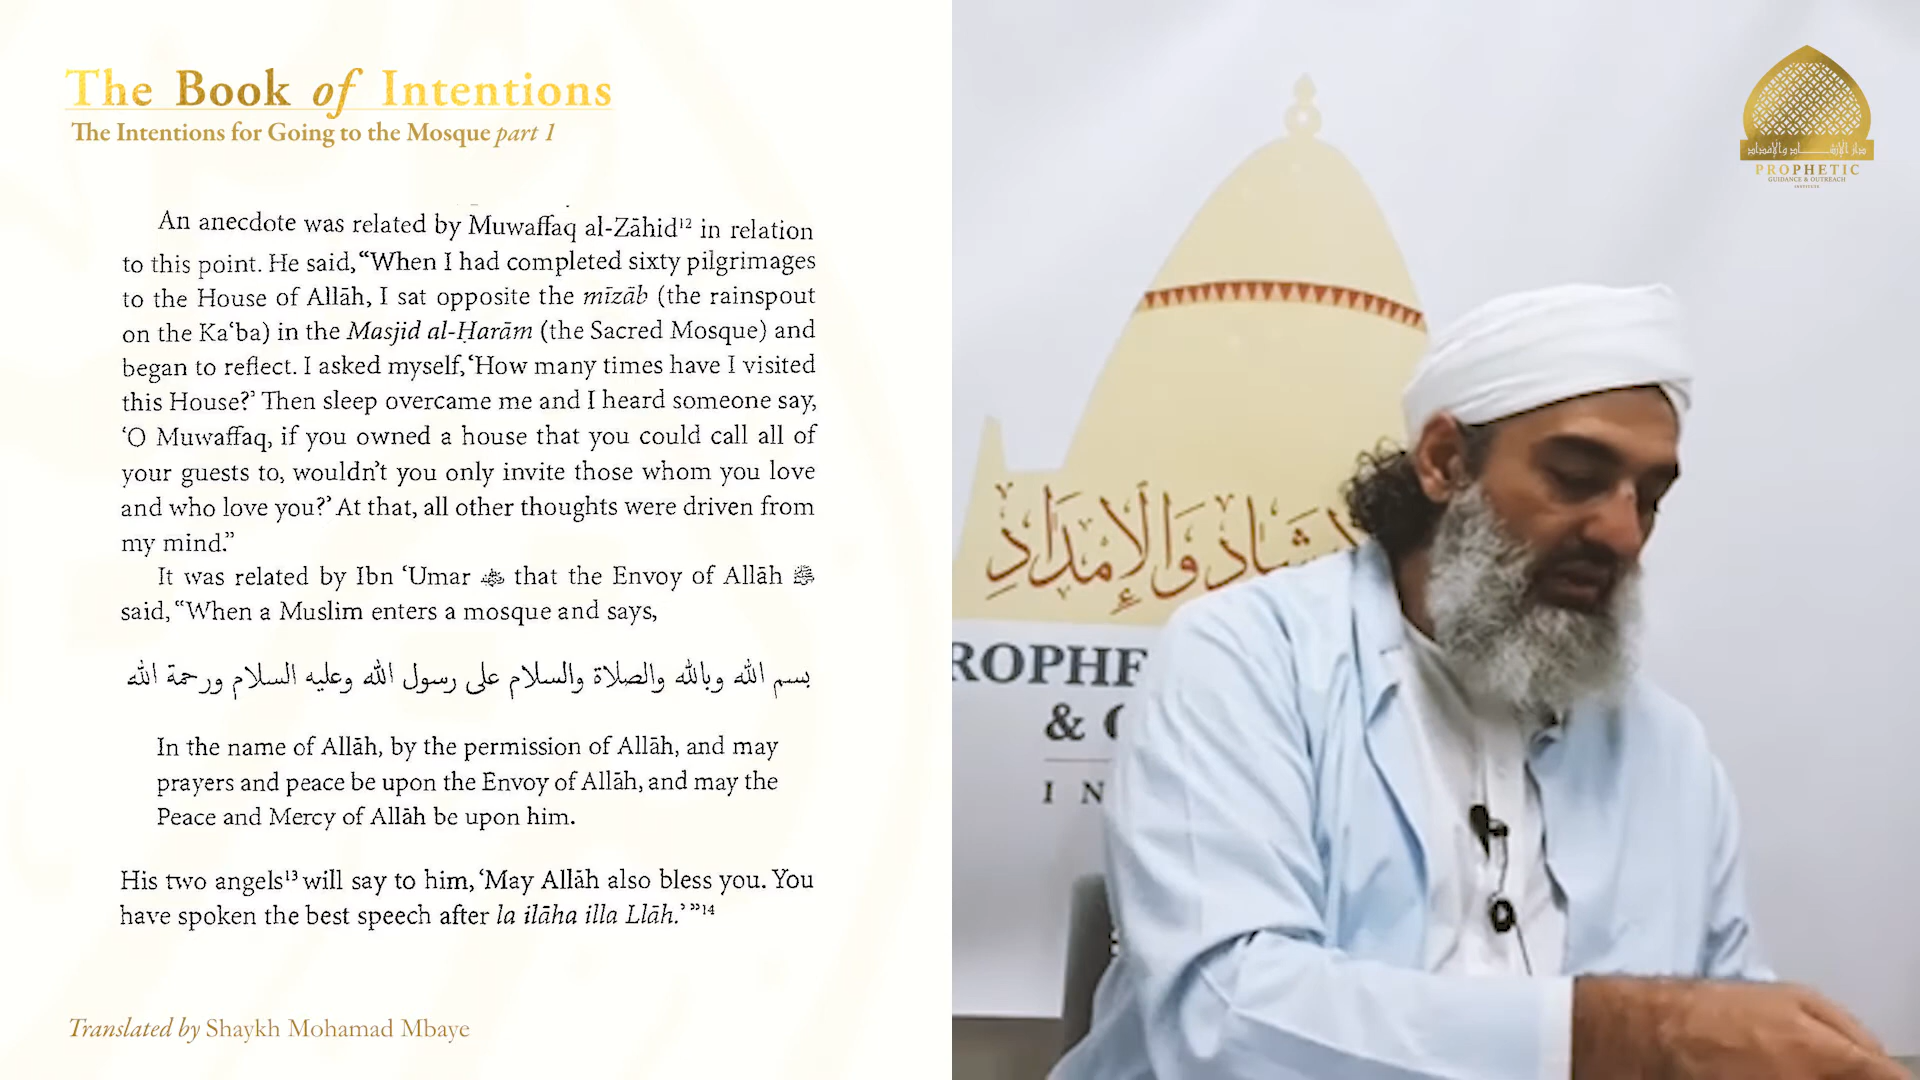 The Book of Intentions
The Intentions for Going to the Mosque part 1
An anecdote was related by Muwaffaq al-Zāhid¹² in relation
to this point. He said, “When I had completed sixty pilgrimages
to the House of Allāh, I sat opposite the mīzāb (the rainspout
on the Ka‘ba) in the Masjid al-Ḥarām (the Sacred Mosque) and
began to reflect. I asked myself, ‘How many times have I visited
this House?’ Then sleep overcame me and I heard someone say,
‘O Muwaffaq, if you owned a house that you could call all of
your guests to, wouldn’t you only invite those whom you love
and who love you?’ At that, all other thoughts were driven from
my mind.”
It was related by Ibn ‘Umar that the Envoy of Allāh ﷺ
said, “When a Muslim enters a mosque and says,
بسم الله وبالله والصلاة والسلام على رسول الله وعليه السلام ورحمة الله
In the name of Allāh, by the permission of Allāh, and may
prayers and peace be upon the Envoy of Allāh, and may the
Peace and Mercy of Allāh be upon him.
His two angels¹³ will say to him, ‘May Allāh also bless you. You
have spoken the best speech after la ilāha illa Llāh.’”¹⁴
Translated by Shaykh Mohamad Mbaye
دار الإرشاد والإمداد
PROPHETIC
GUIDANCE & OUTREACH
INSTITUTE
وَالإِمْدَادِ
ROPHE
&
I N